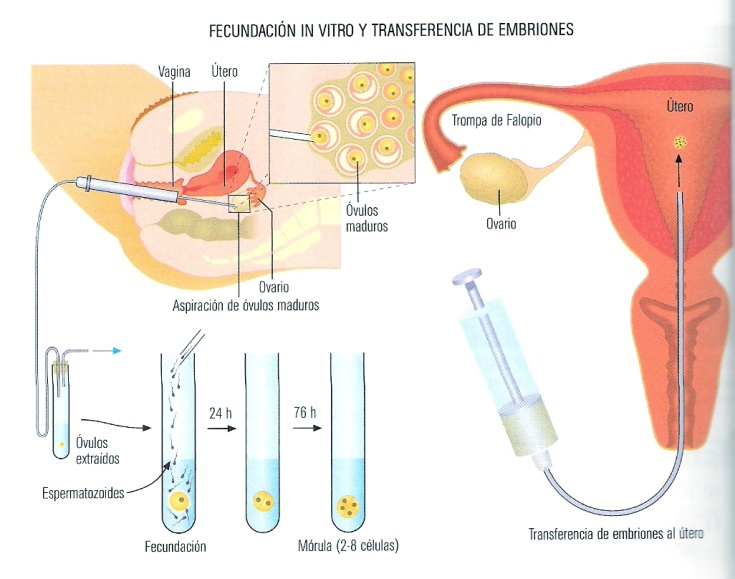 FECUNDACIÓN IN VITRO Y TRANSFERENCIA DE EMBRIONES
Vagina
Útero
Óvulos
maduros
Ovario
Aspiración de óvulos maduros
Trompa de Falopio
Útero
Ovario
Óvulos
extraídos
Espermatozoides
24 h
76 h
Fecundación
Mórula (2-8 células)
Transferencia de embriones al útero